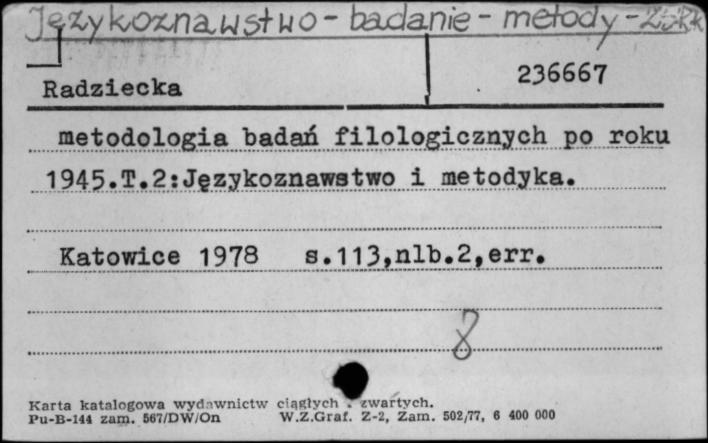 Językoznawstwo - badanie - metody - ZSRR
236667
Radziecka
metodologia badań filologicznych po roku
1945.T.2:Językoznawstwo i metodyka.
Katowice 1978 s.113,nlb.2,err.
8
Karta katalogowa wydawnictw ciągłych i zwartych.
Pu-B-144 zam. 567/DW/On W.Z.Graf. Z-2, Zam. 502/77, 6 400 000